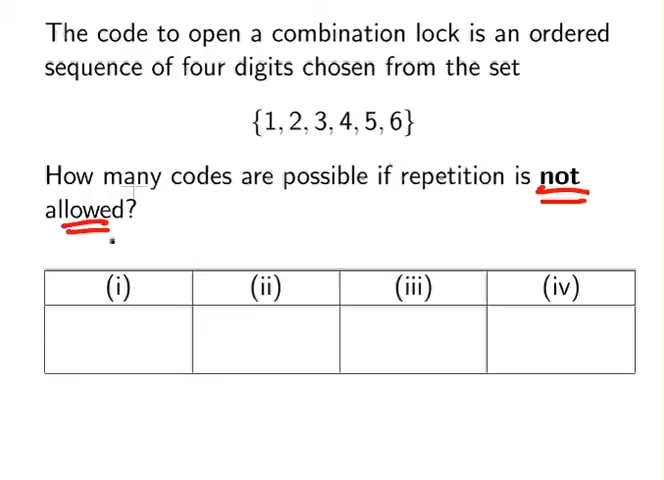 The code to open a combination lock is an ordered
sequence of four digits chosen from the set
{1, 2, 3, 4, 5, 6}
How many codes are possible if repetition is not
allowed?
(i) (ii) (iii) (iv)